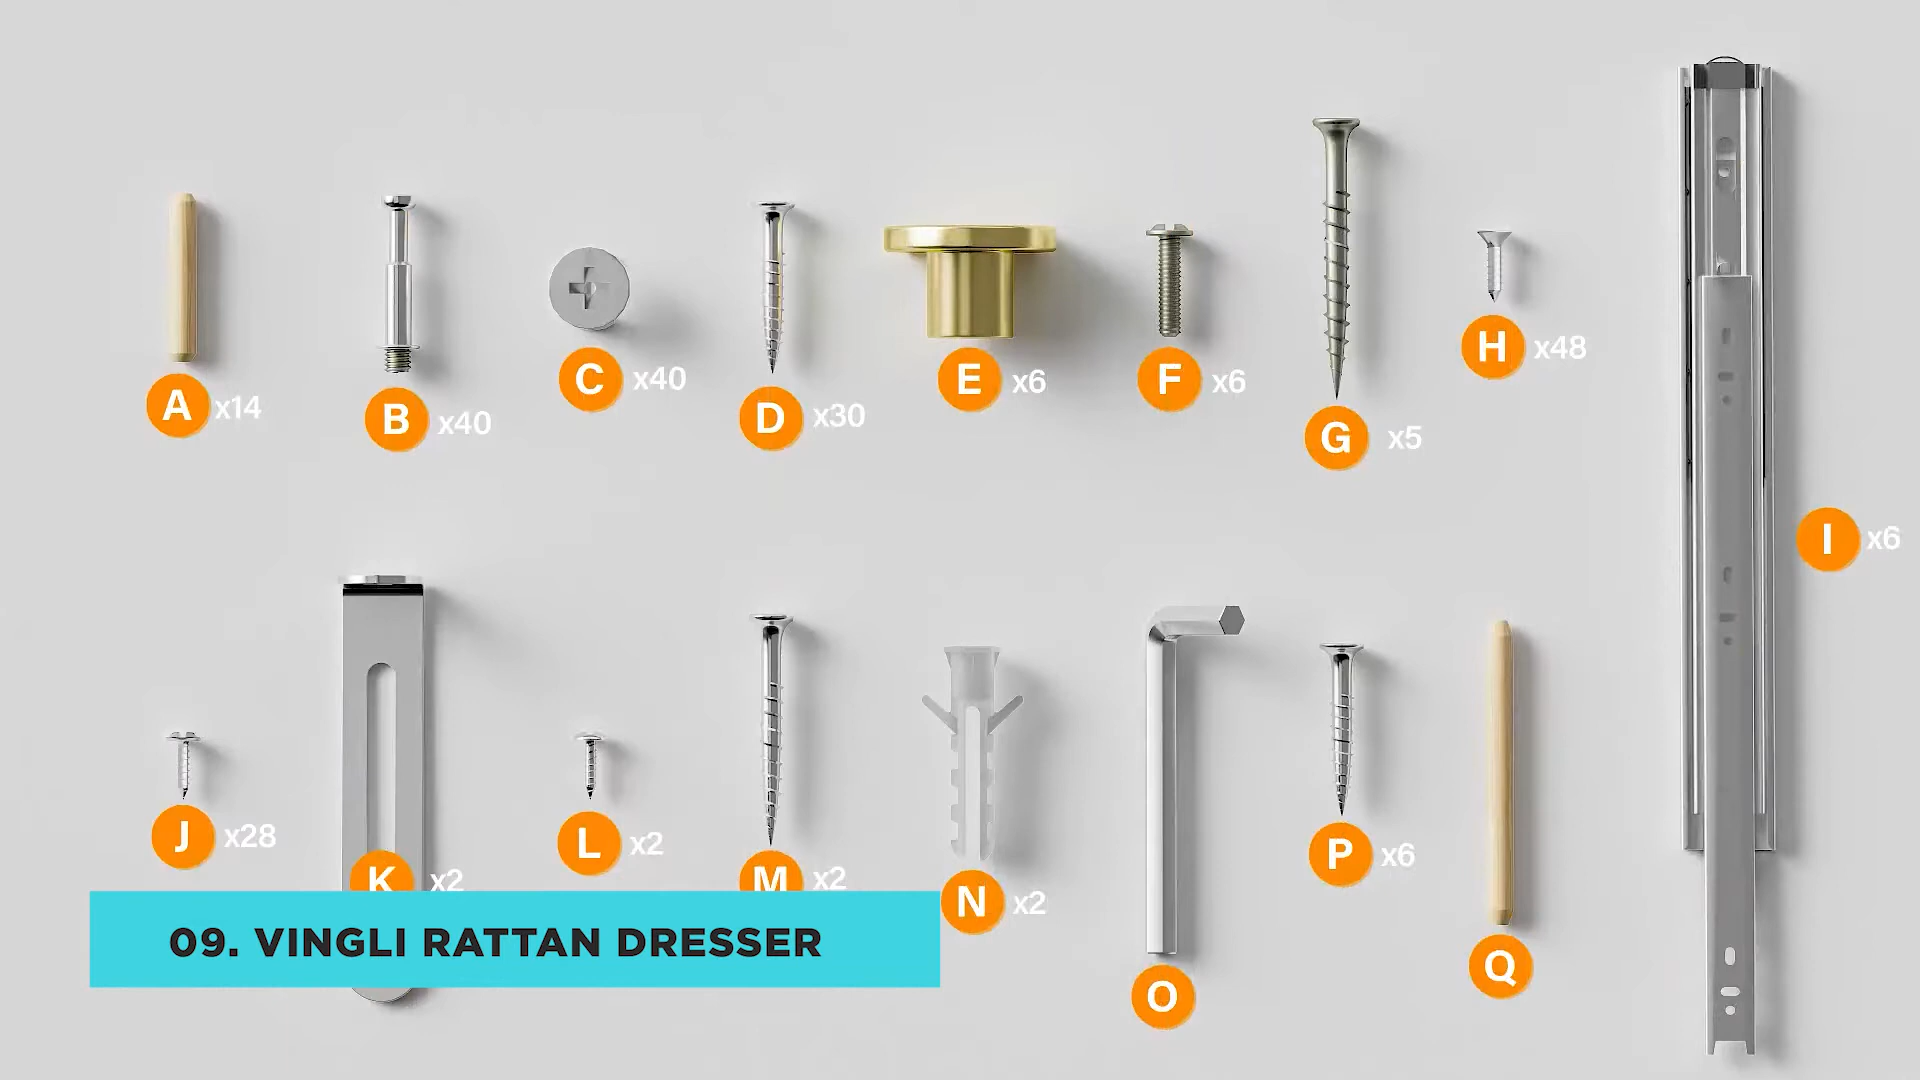 A x14
B x40
C x40
D x30
E x6
F x6
G x5
H x48
I x6
J x28
K x2
L x2
M x2
N x2
O
P x6
Q
09. VINGLI RATTAN DRESSER